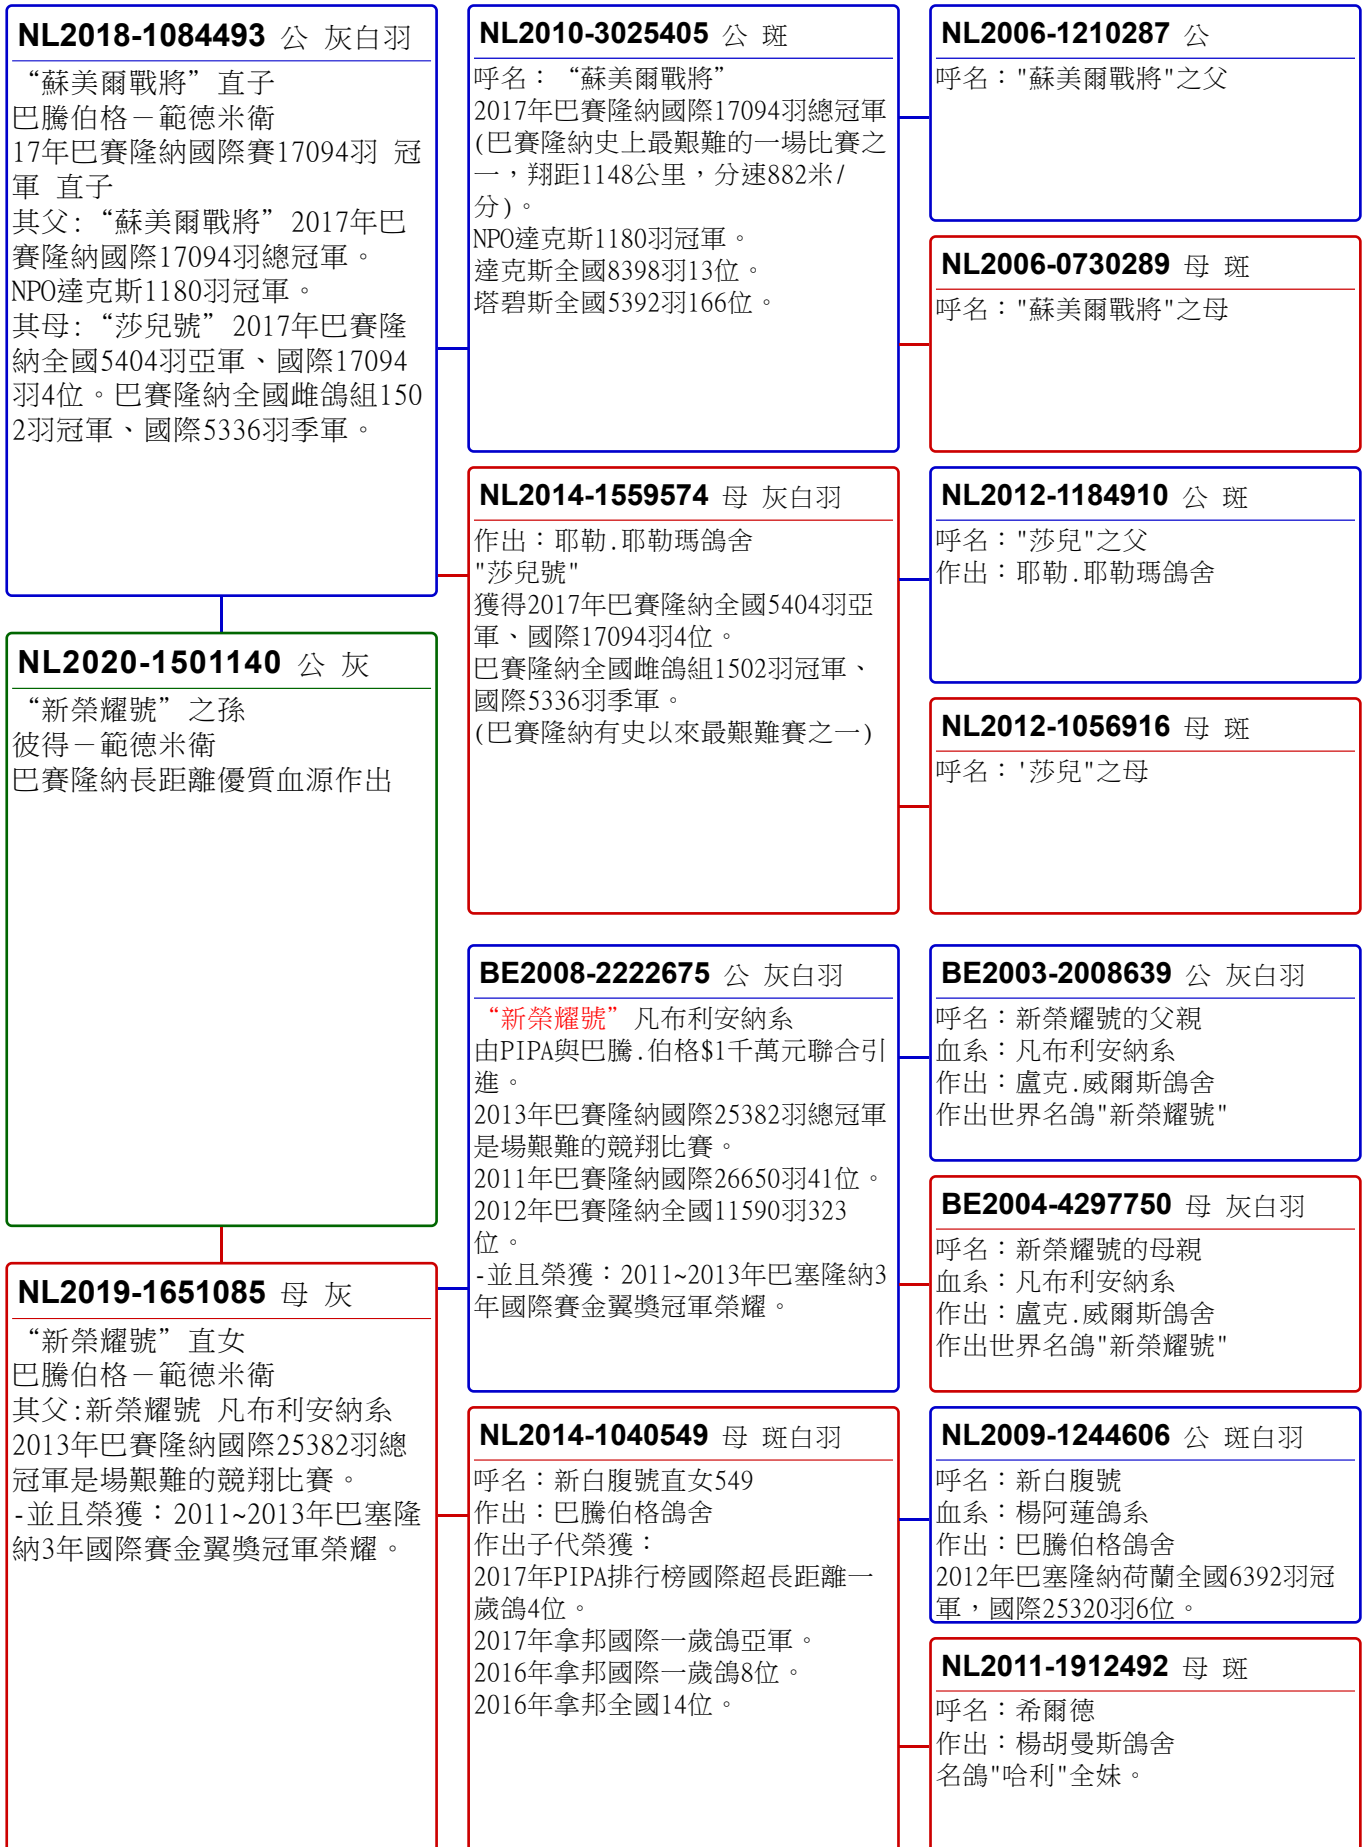 NL2018-1084493 公 灰白羽
“蘇美爾戰將”直子
巴騰伯格－範德米衛
17年巴賽隆納國際賽17094羽 冠
軍 直子
其父:“蘇美爾戰將”2017年巴
賽隆納國際17094羽總冠軍。
NPO達克斯1180羽冠軍。
其母:“莎兒號”2017年巴賽隆
納全國5404羽亞軍、國際17094
羽4位。巴賽隆納全國雌鴿組150
2羽冠軍、國際5336羽季軍。
NL2020-1501140 公 灰
“新榮耀號”之孫
彼得－範德米衛
巴賽隆納長距離優質血源作出
NL2019-1651085 母 灰
“新榮耀號”直女
巴騰伯格－範德米衛
其父:新榮耀號 凡布利安納系
2013年巴賽隆納國際25382羽總
冠軍是場艱難的競翔比賽。
-並且榮獲：2011~2013年巴塞隆
納3年國際賽金翼獎冠軍榮耀。
NL2010-3025405 公 斑
呼名：“蘇美爾戰將”
2017年巴賽隆納國際17094羽總冠軍
(巴賽隆納史上最艱難的一場比賽之
一，翔距1148公里，分速882米/
分)。
NPO達克斯1180羽冠軍。
達克斯全國8398羽13位。
塔碧斯全國5392羽166位。
NL2014-1559574 母 灰白羽
作出：耶勒.耶勒瑪鴿舍
"莎兒號"
獲得2017年巴賽隆納全國5404羽亞
軍、國際17094羽4位。
巴賽隆納全國雌鴿組1502羽冠軍、
國際5336羽季軍。
(巴賽隆納有史以來最艱難賽之一)
BE2008-2222675 公 灰白羽
“新榮耀號”凡布利安納系
由PIPA與巴騰.伯格$1千萬元聯合引
進。
2013年巴賽隆納國際25382羽總冠軍
是場艱難的競翔比賽。
2011年巴賽隆納國際26650羽41位。
2012年巴賽隆納全國11590羽323
位。
-並且榮獲：2011~2013年巴塞隆納3
年國際賽金翼獎冠軍榮耀。
NL2014-1040549 母 斑白羽
呼名：新白腹號直女549
作出：巴騰伯格鴿舍
作出子代榮獲：
2017年PIPA排行榜國際超長距離一
歲鴿4位。
2017年拿邦國際一歲鴿亞軍。
2016年拿邦國際一歲鴿8位。
2016年拿邦全國14位。
NL2006-1210287 公
呼名："蘇美爾戰將"之父
NL2006-0730289 母 斑
呼名："蘇美爾戰將"之母
NL2012-1184910 公 斑
呼名："莎兒"之父
作出：耶勒.耶勒瑪鴿舍
NL2012-1056916 母 斑
呼名：'莎兒"之母
BE2003-2008639 公 灰白羽
呼名：新榮耀號的父親
血系：凡布利安納系
作出：盧克.威爾斯鴿舍
作出世界名鴿"新榮耀號"
BE2004-4297750 母 灰白羽
呼名：新榮耀號的母親
血系：凡布利安納系
作出：盧克.威爾斯鴿舍
作出世界名鴿"新榮耀號"
NL2009-1244606 公 斑白羽
呼名：新白腹號
血系：楊阿蓮鴿系
作出：巴騰伯格鴿舍
2012年巴塞隆納荷蘭全國6392羽冠
軍，國際25320羽6位。
NL2011-1912492 母 斑
呼名：希爾德
作出：楊胡曼斯鴿舍
名鴿"哈利"全妹。